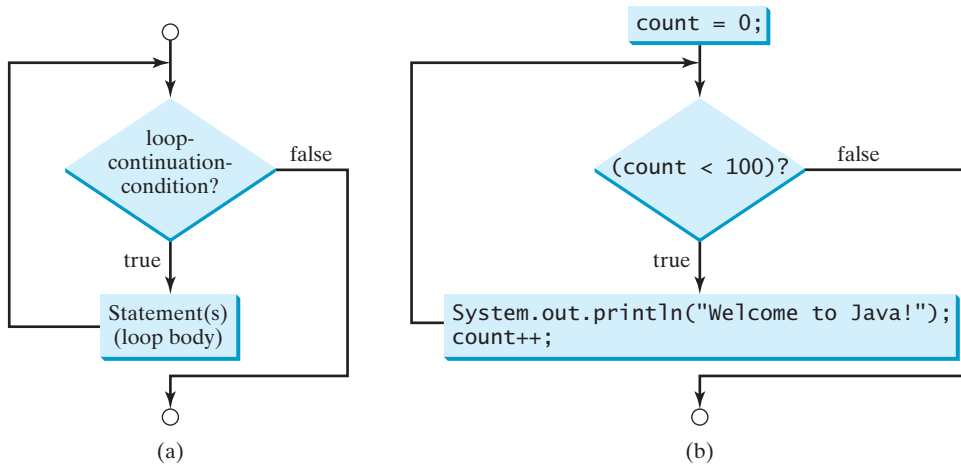 loop-
continuation-
condition?
false
true
Statement(s)
(loop body)
(a)
count = 0;
(count < 100)?
false
true
System.out.println("Welcome to Java!");
count++;
(b)